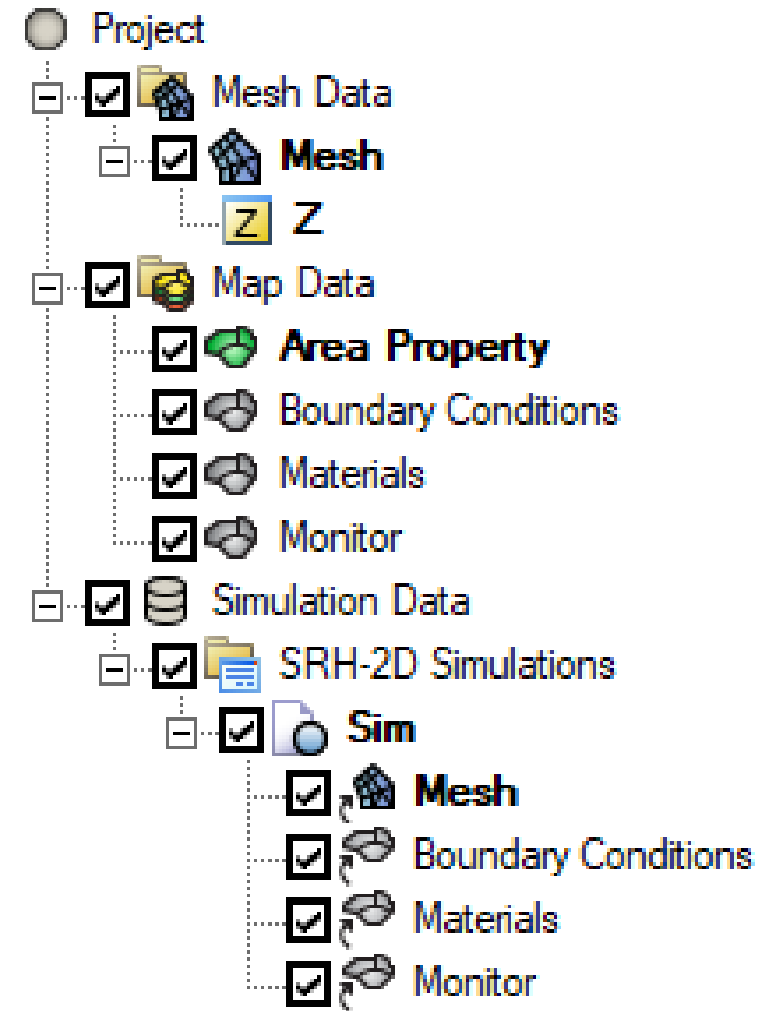 Project
Mesh Data
Mesh
Z Z
Map Data
Area Property
Boundary Conditions
Materials
Monitor
Simulation Data
SRH-2D Simulations
Sim
Mesh
Boundary Conditions
Materials
Monitor